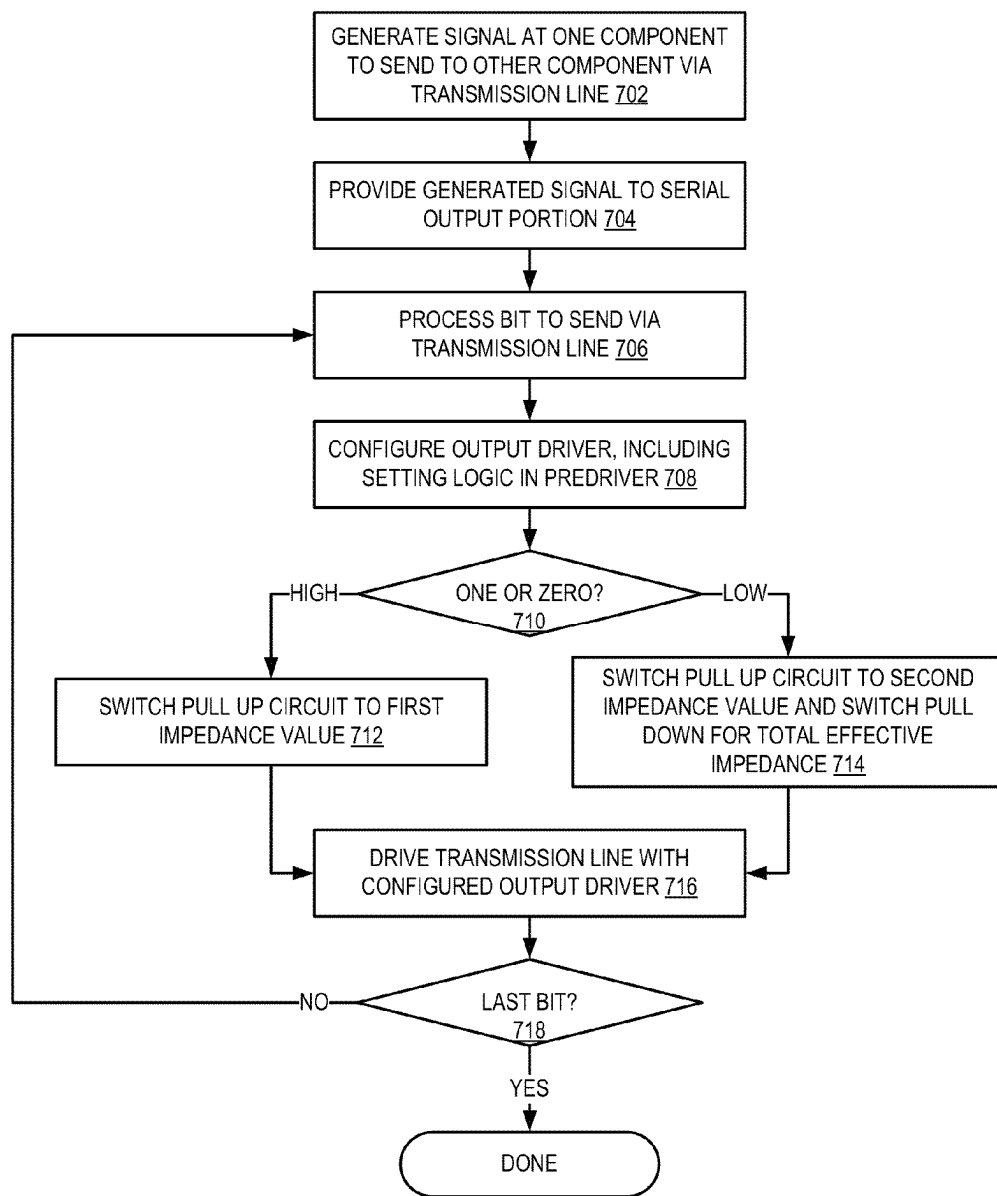 GENERATE SIGNAL AT ONE COMPONENT
TO SEND TO OTHER COMPONENT VIA
TRANSMISSION LINE 702
PROVIDE GENERATED SIGNAL TO SERIAL
OUTPUT PORTION 704
PROCESS BIT TO SEND VIA
TRANSMISSION LINE 706
CONFIGURE OUTPUT DRIVER, INCLUDING
SETTING LOGIC IN PREDRIVER 708
HIGH
ONE OR ZERO?
710
LOW
SWITCH PULL UP CIRCUIT TO FIRST
IMPEDANCE VALUE 712
SWITCH PULL UP CIRCUIT TO SECOND
IMPEDANCE VALUE AND SWITCH PULL
DOWN FOR TOTAL EFFECTIVE
IMPEDANCE 714
DRIVE TRANSMISSION LINE WITH
CONFIGURED OUTPUT DRIVER 716
NO
LAST BIT?
718
YES
DONE